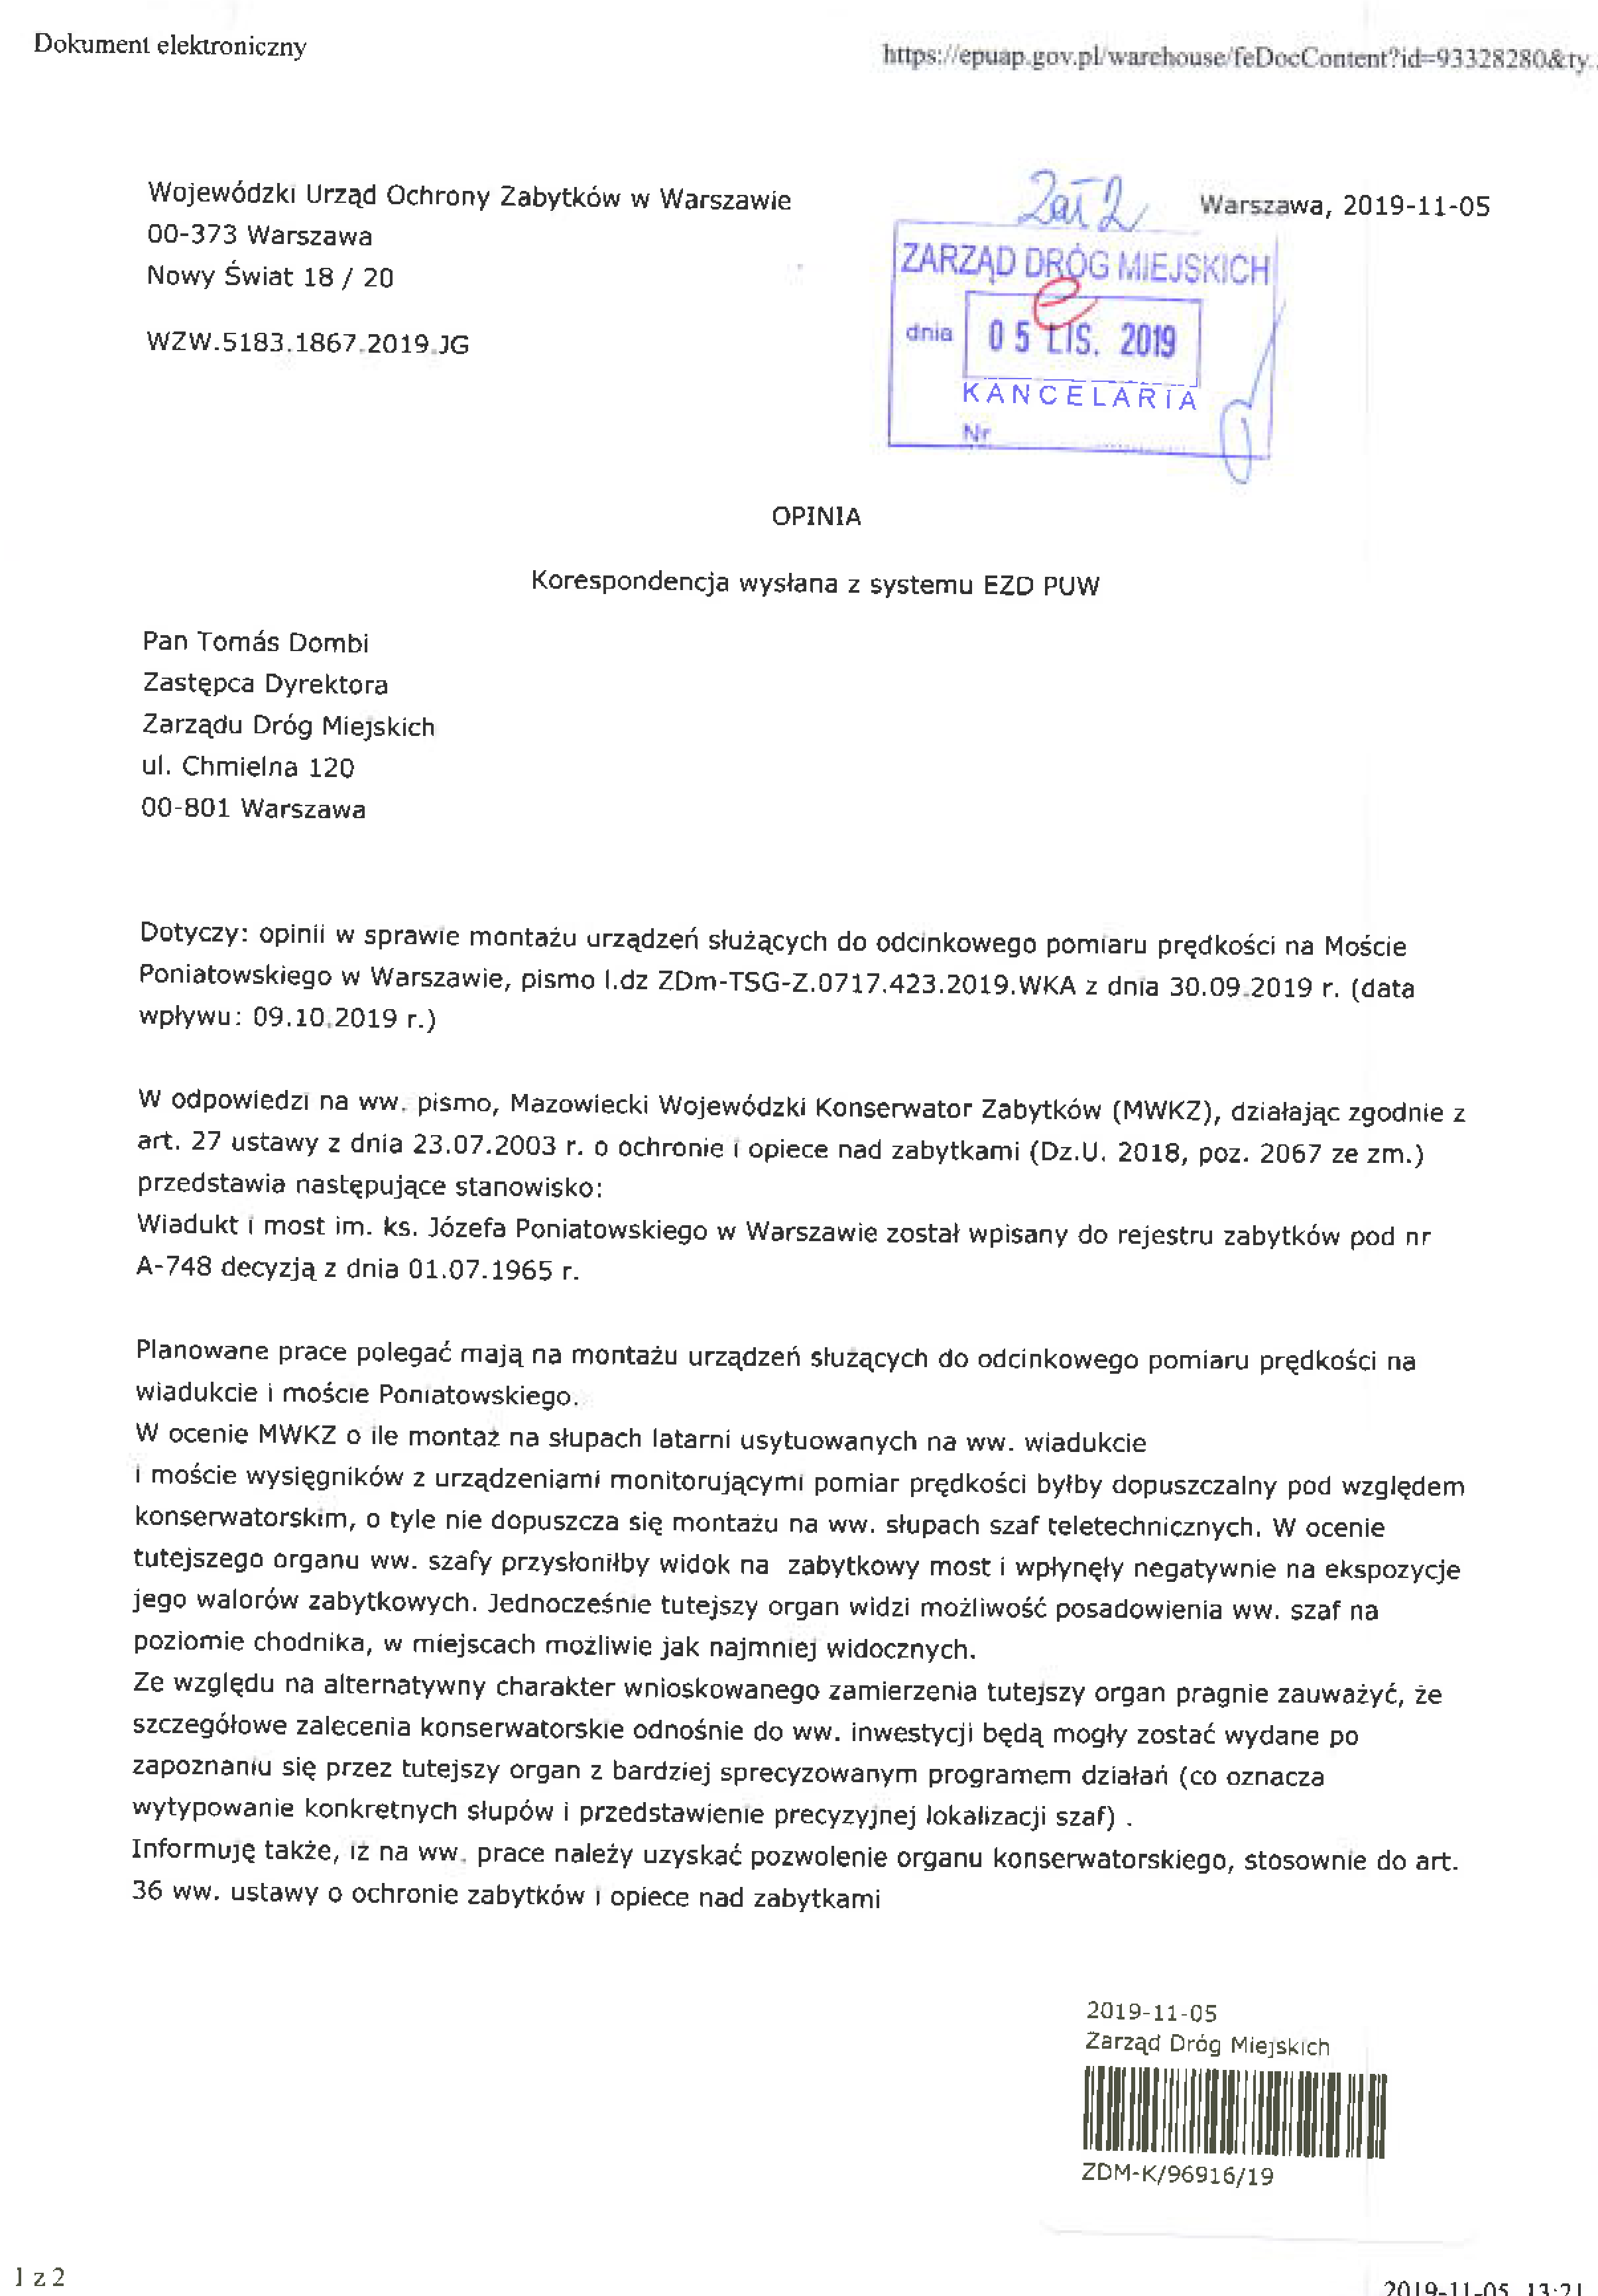 Dokument elektroniczny
https://epuap.gov.pl/warehouse/feDocContent?id=93328280&ty...
Wojewódzki Urząd Ochrony Zabytków w Warszawie
00-373 Warszawa
Nowy Świat 18 / 20
WZW.5183.1867.2019.JG
Zał 2
Warszawa, 2019-11-05
ZARZĄD DRÓG MIEJSKICH
dnia 05 LIS. 2019
KANCELARIA
Nr
OPINIA
Korespondencja wysłana z systemu EZD PUW
Pan Tomás Dombi
Zastępca Dyrektora
Zarządu Dróg Miejskich
ul. Chmielna 120
00-801 Warszawa
Dotyczy: opinii w sprawie montażu urządzeń służących do odcinkowego pomiaru prędkości na Moście
Poniatowskiego w Warszawie, pismo l.dz ZDm-TSG-Z.0717.423.2019.WKA z dnia 30.09.2019 r. (data
wpływu: 09.10.2019 r.)
W odpowiedzi na ww. pismo, Mazowiecki Wojewódzki Konserwator Zabytków (MWKZ), działając zgodnie z
art. 27 ustawy z dnia 23.07.2003 r. o ochronie i opiece nad zabytkami (Dz.U. 2018, poz. 2067 ze zm.)
przedstawia następujące stanowisko:
Wiadukt i most im. ks. Józefa Poniatowskiego w Warszawie został wpisany do rejestru zabytków pod nr
A-748 decyzją z dnia 01.07.1965 r.
Planowane prace polegać mają na montażu urządzeń służących do odcinkowego pomiaru prędkości na
wiadukcie i moście Poniatowskiego.
W ocenie MWKZ o ile montaż na słupach latarni usytuowanych na ww. wiadukcie
i moście wysięgników z urządzeniami monitorującymi pomiar prędkości byłby dopuszczalny pod względem
konserwatorskim, o tyle nie dopuszcza się montażu na ww. słupach szaf teletechnicznych. W ocenie
tutejszego organu ww. szafy przysłoniłby widok na zabytkowy most i wpłynęły negatywnie na ekspozycje
jego walorów zabytkowych. Jednocześnie tutejszy organ widzi możliwość posadowienia ww. szaf na
poziomie chodnika, w miejscach możliwie jak najmniej widocznych.
Ze względu na alternatywny charakter wnioskowanego zamierzenia tutejszy organ pragnie zauważyć, że
szczegółowe zalecenia konserwatorskie odnośnie do ww. inwestycji będą mogły zostać wydane po
zapoznaniu się przez tutejszy organ z bardziej sprecyzowanym programem działań (co oznacza
wytypowanie konkretnych słupów i przedstawienie precyzyjnej lokalizacji szaf) .
Informuję także, iż na ww. prace należy uzyskać pozwolenie organu konserwatorskiego, stosownie do art.
36 ww. ustawy o ochronie zabytków i opiece nad zabytkami
2019-11-05
Zarząd Dróg Miejskich
ZDM-K/96916/19
1 z 2
2019-11-05 13:21